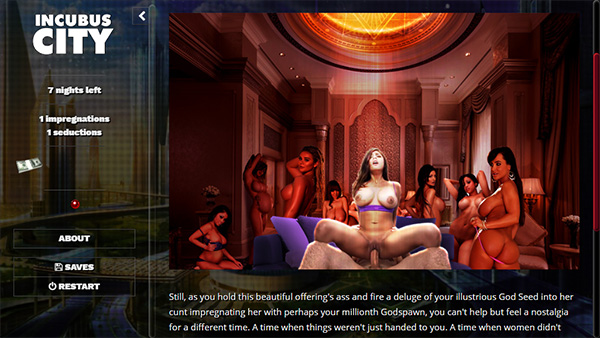 INCUBUS
CITY
7 nights left
1 impregnations
1 seductions
ABOUT
SAVES
RESTART
Still, as you hold this beautiful offering's ass and fire a deluge of your illustrious God Seed into her
cunt impregnating her with perhaps your millionth Godspawn, you can't help but feel a nostalgia
for a different time. A time when things weren't just handed to you. A time when women didn't